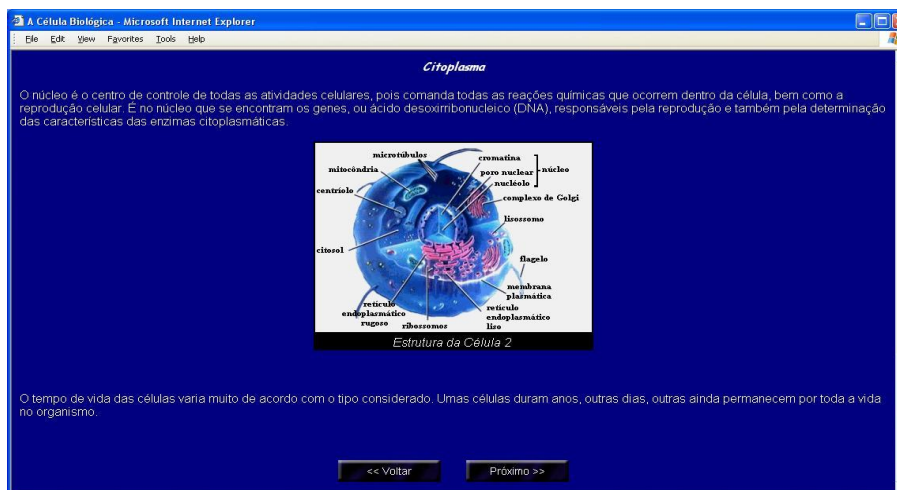 A Célula Biológica - Microsoft Internet Explorer
File Edit View Favorites Tools Help
Citoplasma
O núcleo é o centro de controle de todas as atividades celulares, pois comanda todas as reações químicas que ocorrem dentro da célula, bem como a
reprodução celular. É no núcleo que se encontram os genes, ou ácido desoxirribonucleico (DNA), responsáveis pela reprodução e também pela determinação
das características das enzimas citoplasmáticas.
microtúbulos
cromatina
mitocôndria
poro nuclear
núcleo
nucléolo
centríolo
complexo de Golgi
lisossomo
citosol
flagelo
membrana
plasmática
retículo
endoplasmático
rugoso
ribossomos
retículo
endoplasmático
liso
Estrutura da Célula 2
O tempo de vida das células varia muito de acordo com o tipo considerado. Umas células duram anos, outras dias, outras ainda permanecem por toda a vida
no organismo.
<< Voltar
Próximo >>